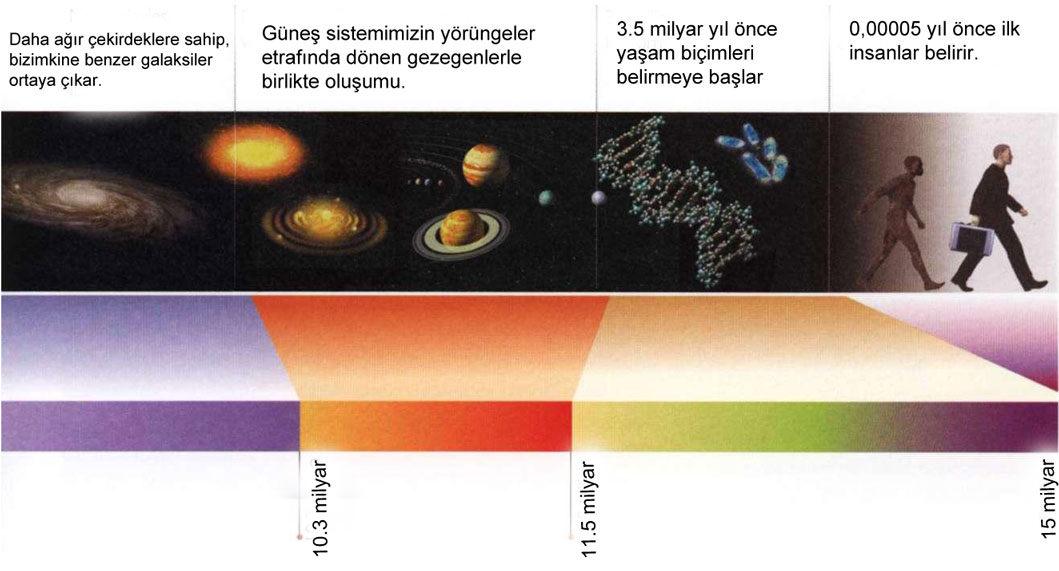 Daha ağır çekirdeklere sahip,
bizimkine benzer galaksiler
ortaya çıkar.
Güneş sistemimizin yörüngeler
etrafında dönen gezegenlerle
birlikte oluşumu.
3.5 milyar yıl önce
yaşam biçimleri
belirmeye başlar
0,00005 yıl önce ilk
insanlar belirir.
10.3 milyar
11.5 milyar
15 milyar